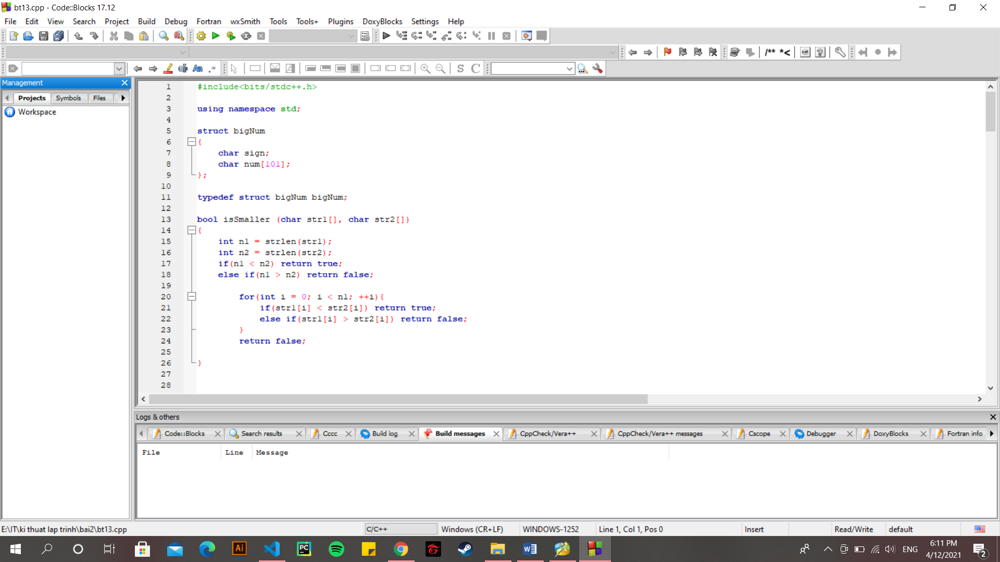 bt13.cpp - Code::Blocks 17.12
File Edit View Search Project Build Debug Fortran wxSmith Tools Tools+ Plugins DoxyBlocks Settings Help
/** *<
Aa .* S C
Management
Projects Symbols Files
Workspace
1 #include<bits/stdc++.h>
2
3 using namespace std;
4
5 struct bigNum
6 {
7 char sign;
8 char num[101];
9 };
10
11 typedef struct bigNum bigNum;
12
13 bool isSmaller (char str1[], char str2[])
14 {
15 int n1 = strlen(str1);
16 int n2 = strlen(str2);
17 if(n1 < n2) return true;
18 else if(n1 > n2) return false;
19
20 for(int i = 0; i < n1; ++i){
21 if(str1[i] < str2[i]) return true;
22 else if(str1[i] > str2[i]) return false;
23 }
24 return false;
25
26 }
27
28
Logs & others
Code::Blocks Search results Cccc Build log Build messages CppCheck/Vera++ CppCheck/Vera++ messages Cscope Debugger DoxyBlocks Fortran info
File Line Message
E:\IT\ki thuat lap trinh\bai2\bt13.cpp C/C++ Windows (CR+LF) WINDOWS-1252 Line 1, Col 1, Pos 0 Insert Read/Write default
Ai PC W ENG 6:11 PM
4/12/2021 2